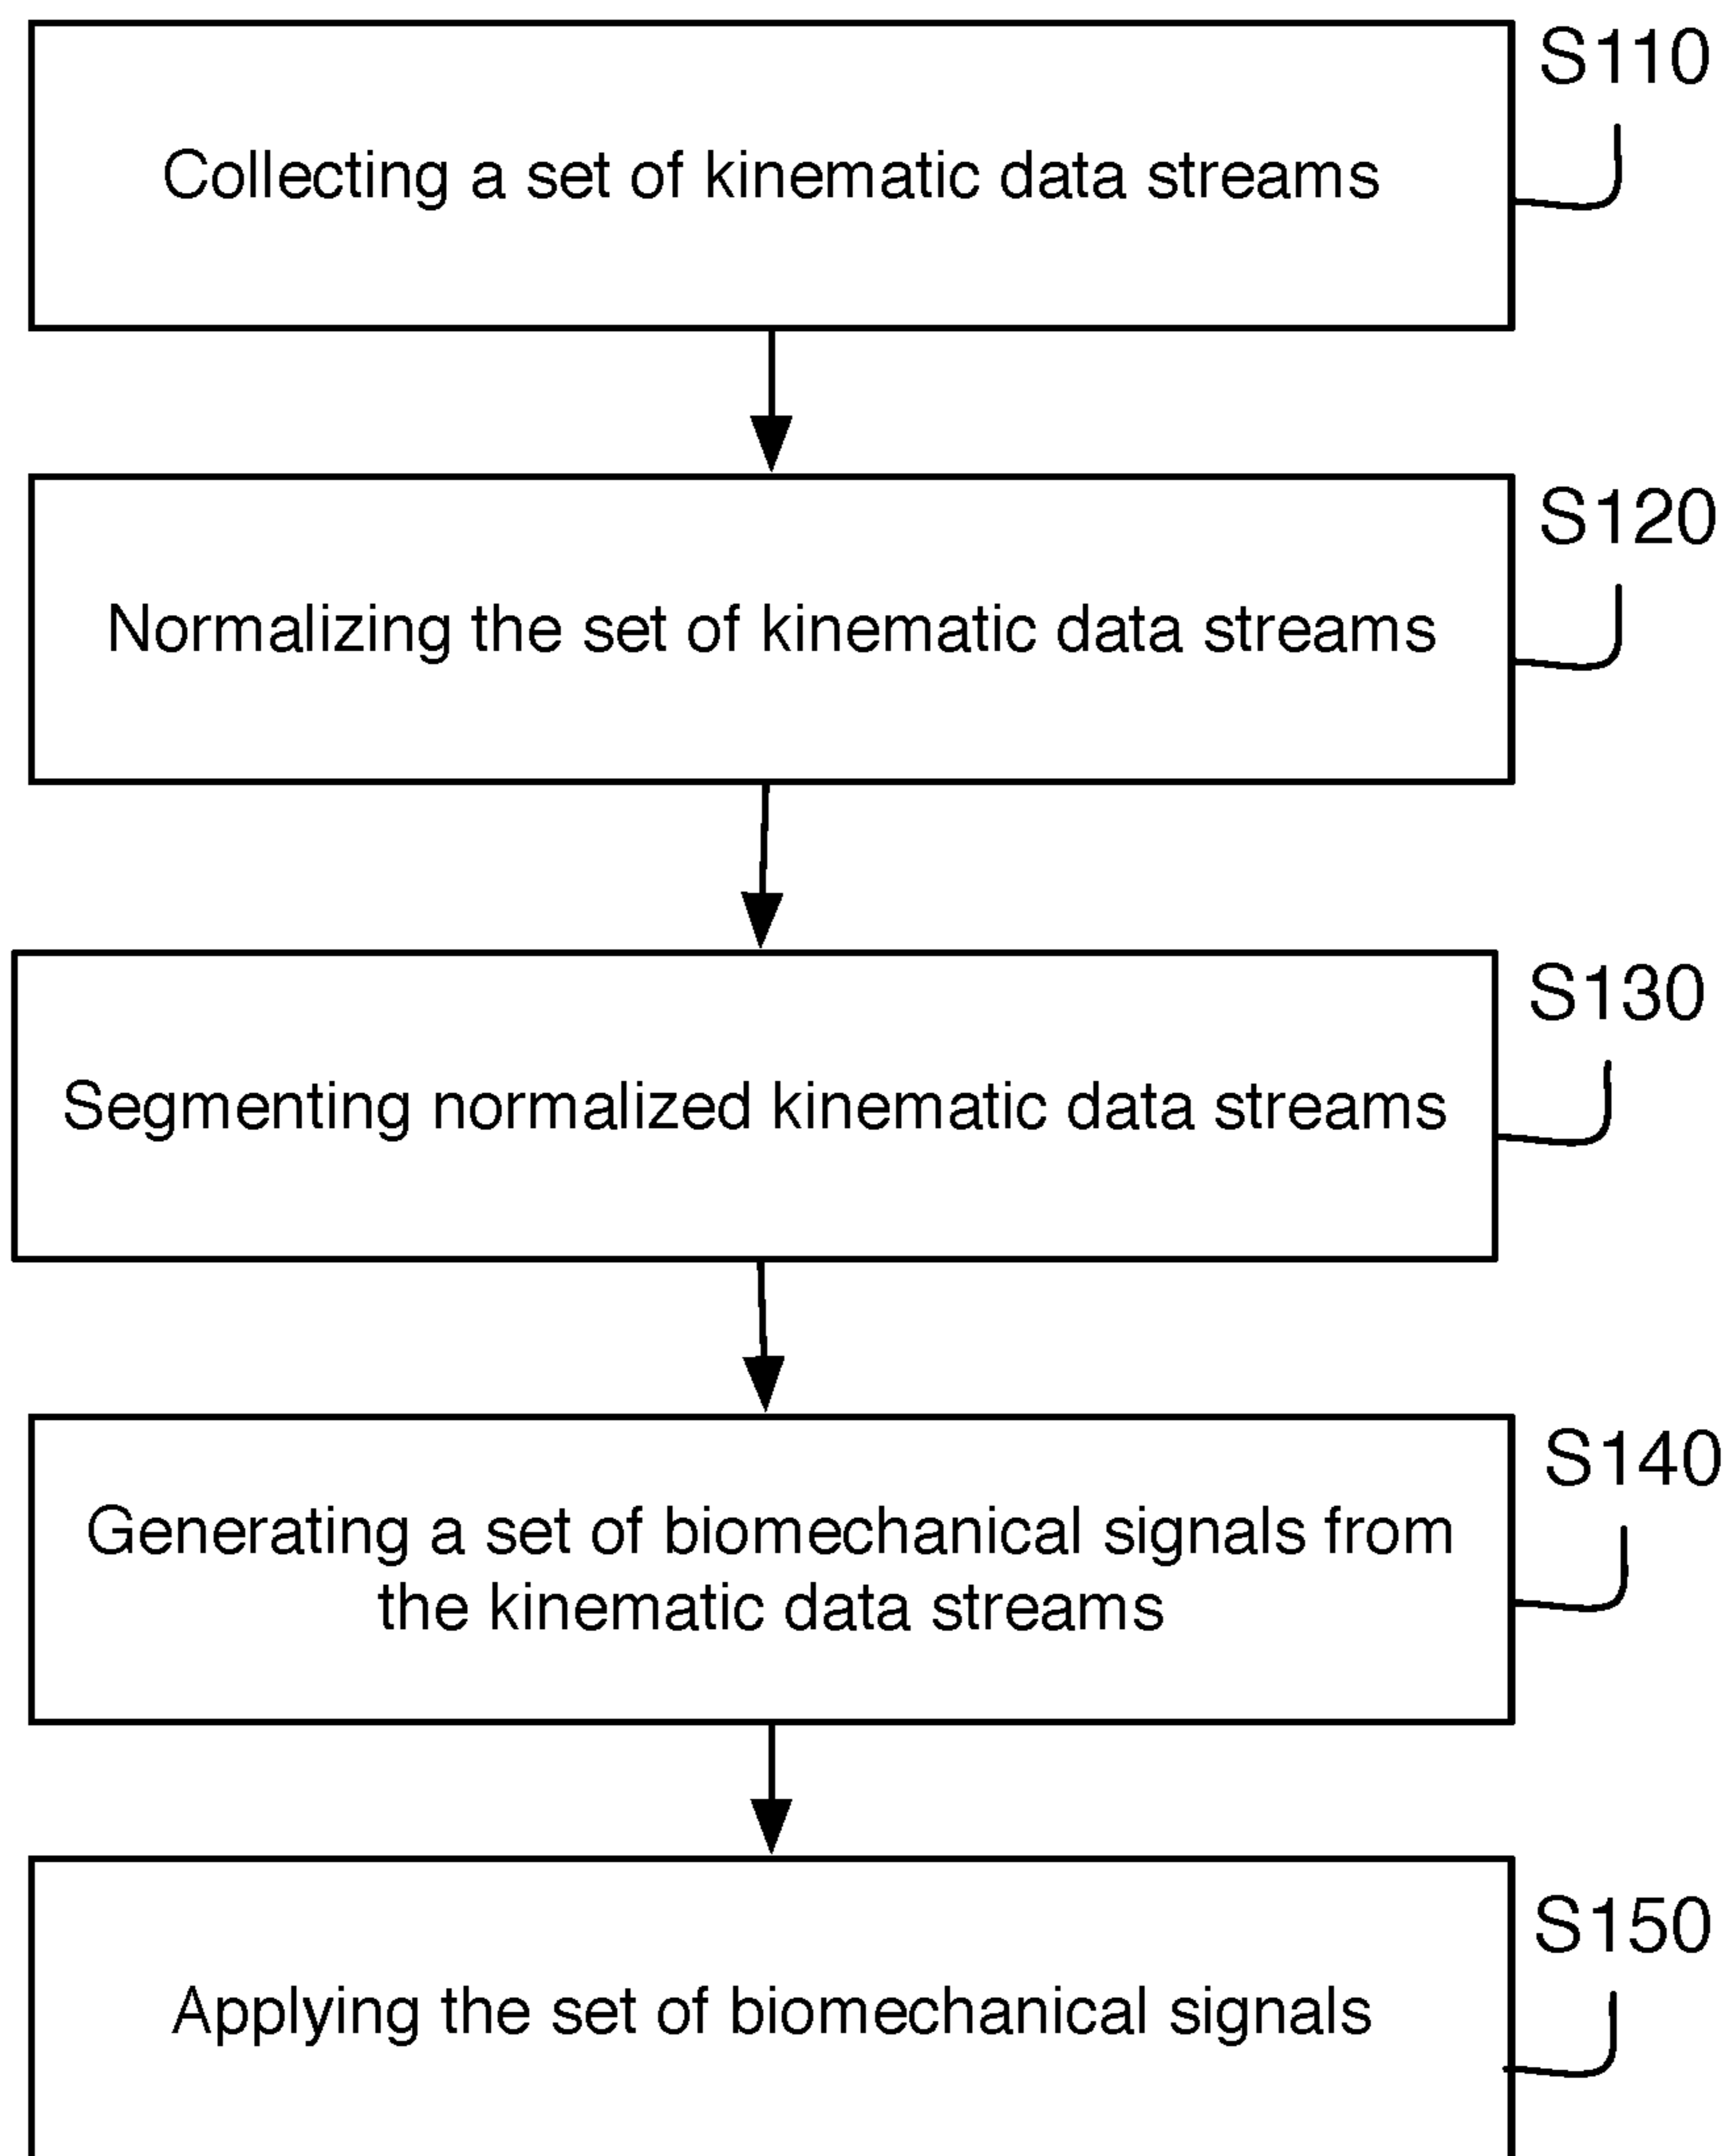 S110
Collecting a set of kinematic data streams
S120
Normalizing the set of kinematic data streams
S130
Segmenting normalized kinematic data streams
S140
Generating a set of biomechanical signals from
the kinematic data streams
S150
Applying the set of biomechanical signals